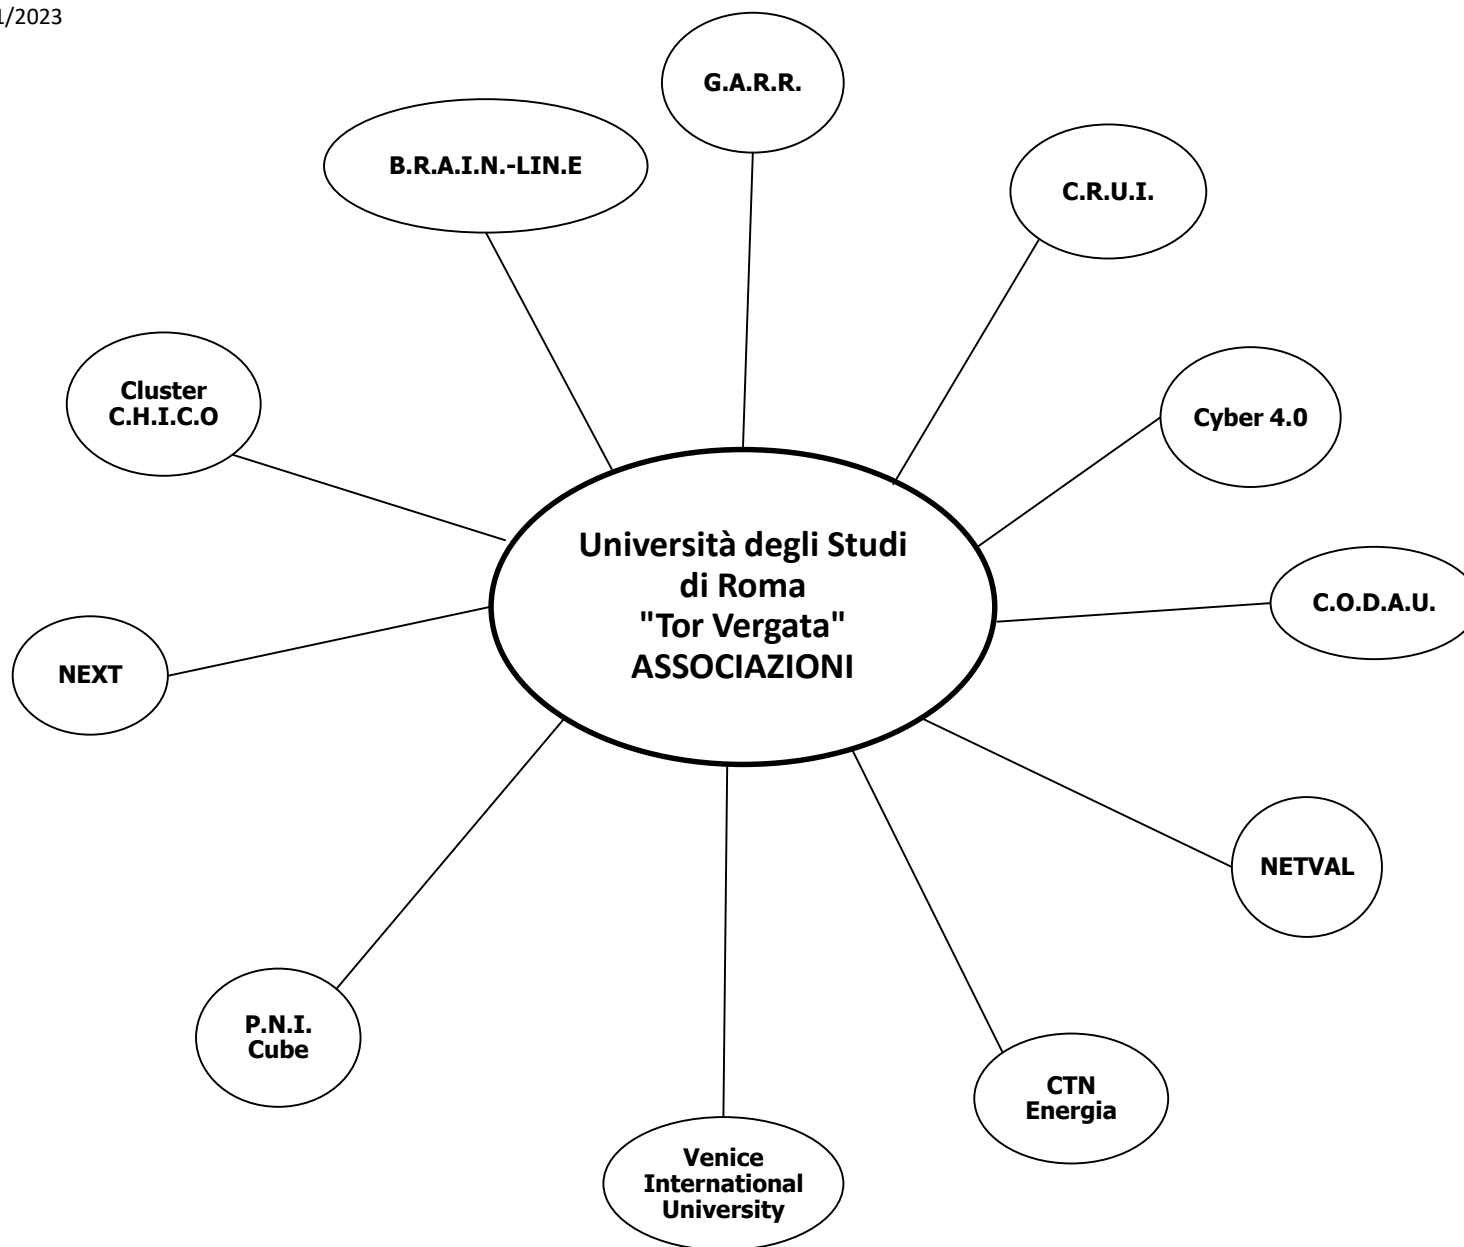 1/2023
G.A.R.R.
B.R.A.I.N.-LIN.E
C.R.U.I.
Cluster
C.H.I.C.O
Cyber 4.0
Università degli Studi
di Roma
"Tor Vergata"
ASSOCIAZIONI
C.O.D.A.U.
NEXT
NETVAL
P.N.I.
Cube
CTN
Energia
Venice
International
University